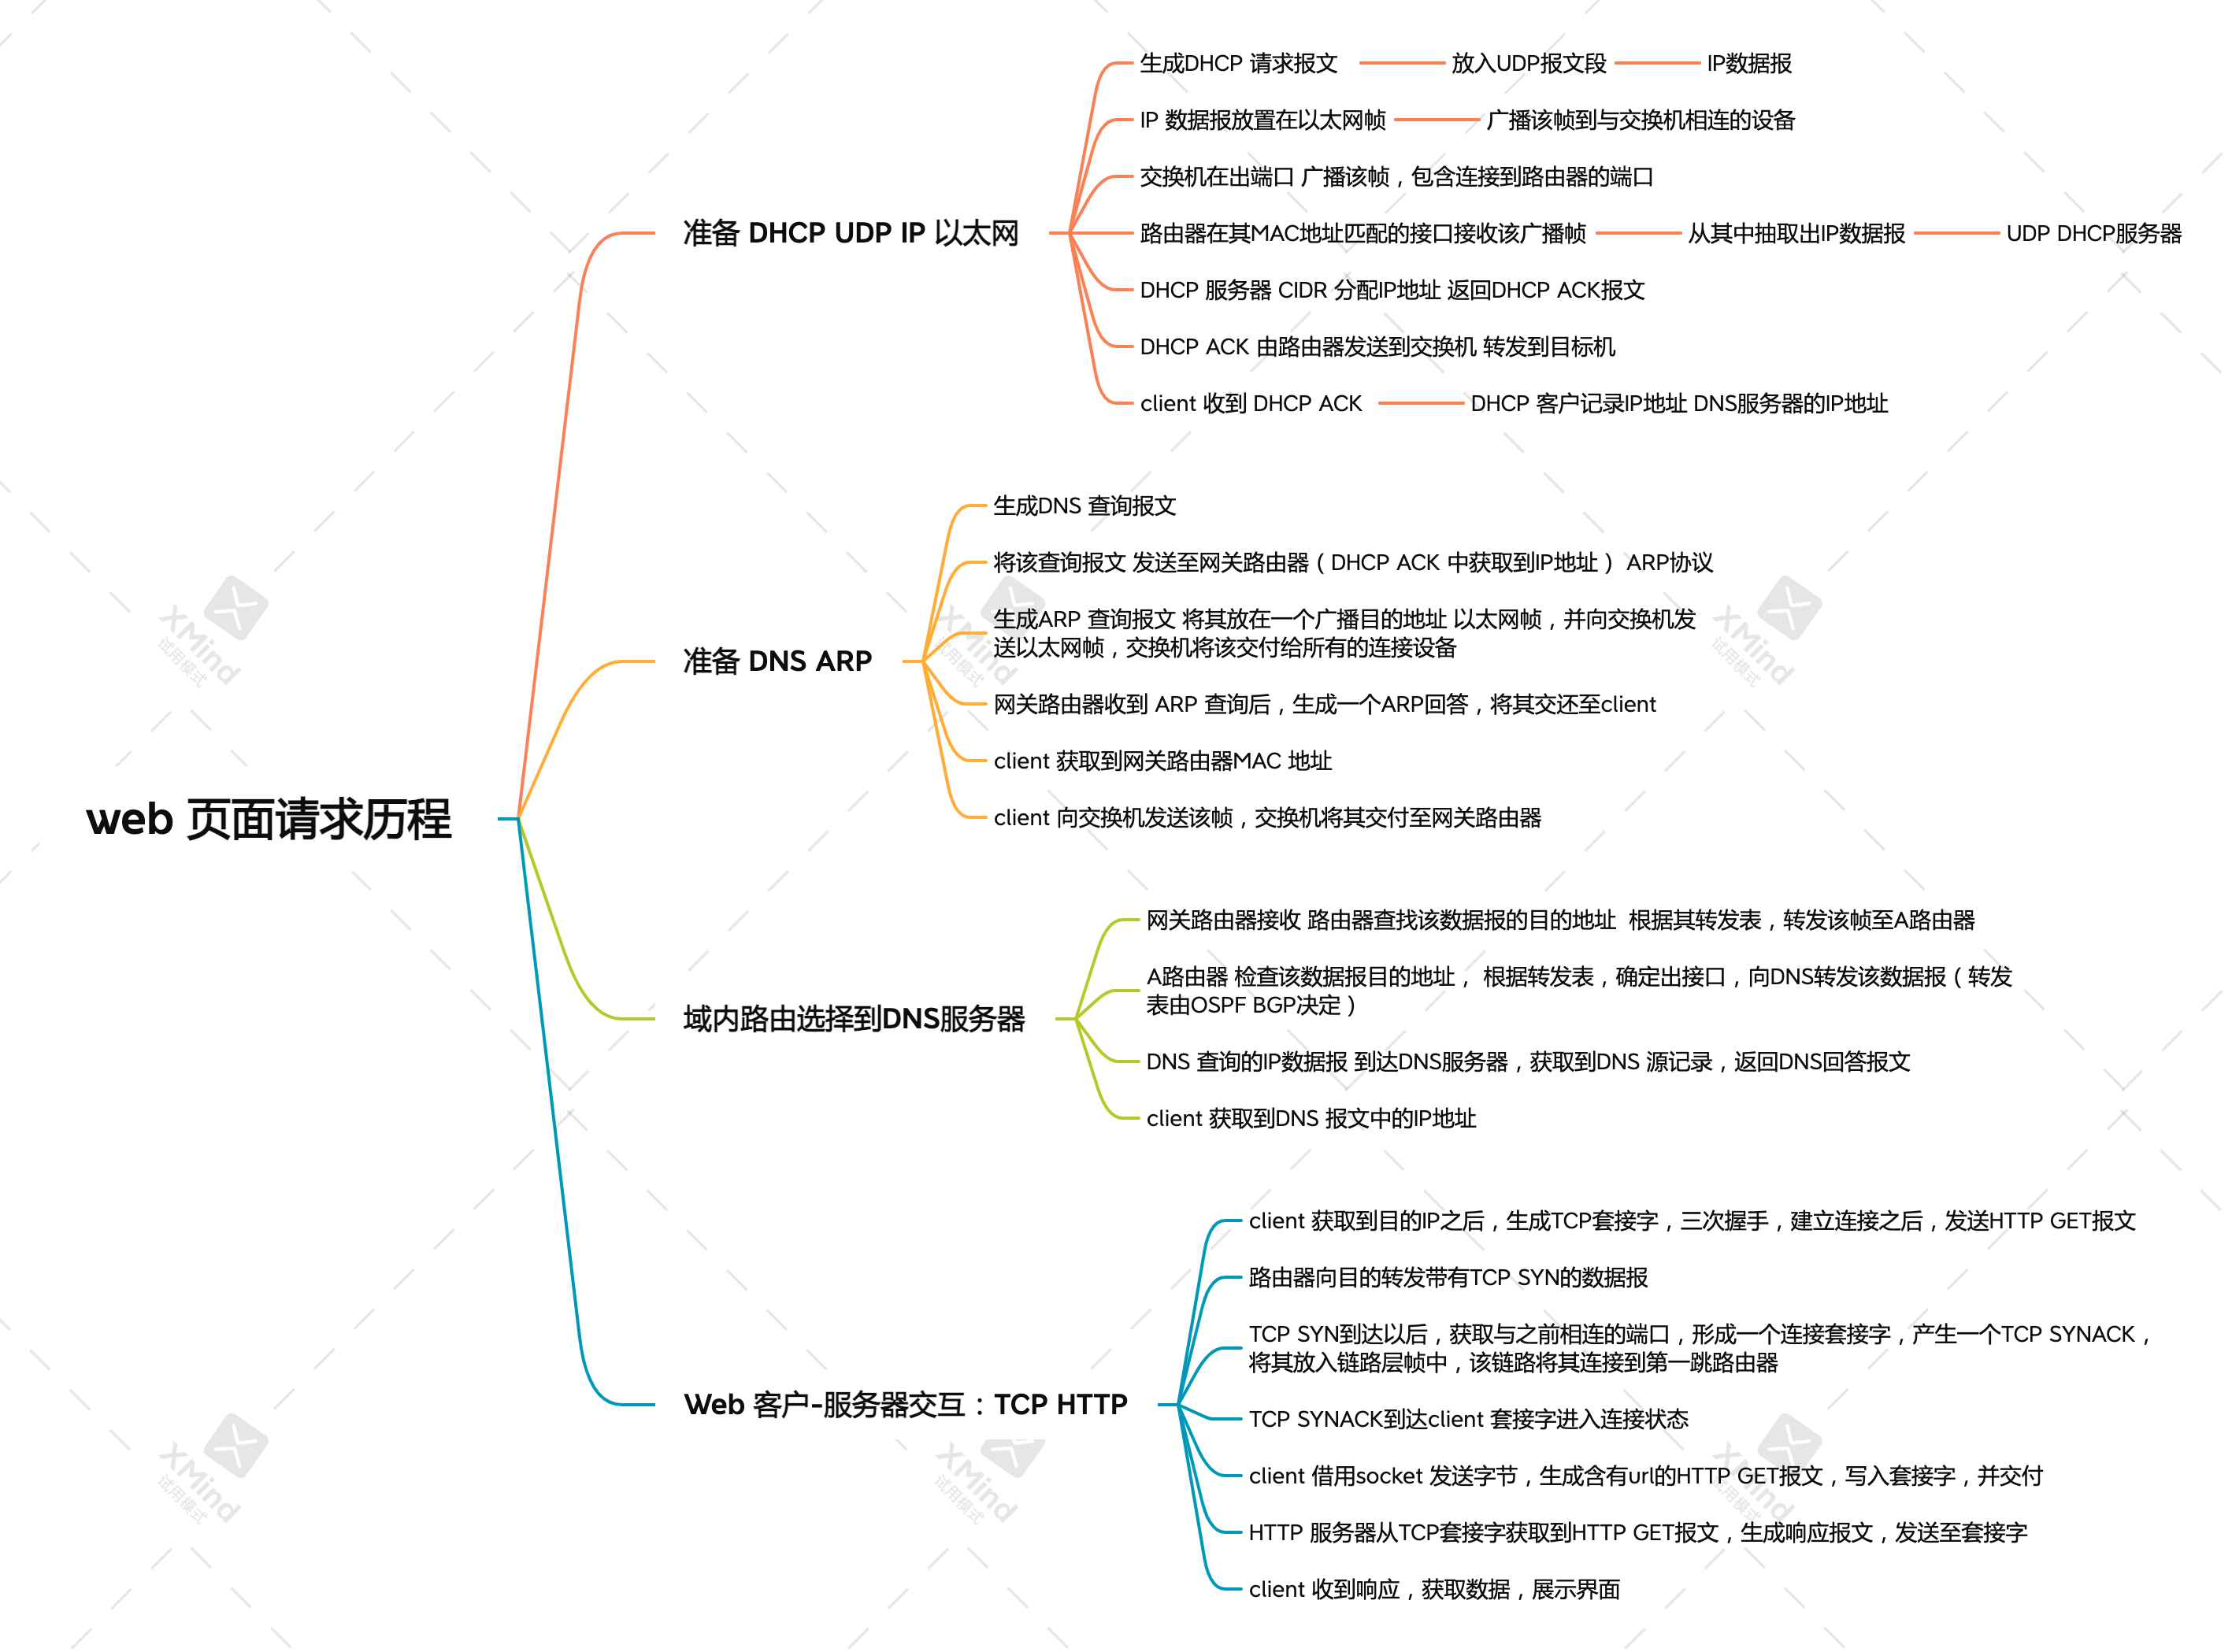 web 页面请求历程
准备 DHCP UDP IP 以太网
生成DHCP 请求报文
放入UDP报文段
IP数据报
IP 数据报放置在以太网帧
广播该帧到与交换机相连的设备
交换机在出端口 广播该帧，包含连接到路由器的端口
路由器在其MAC地址匹配的接口接收该广播帧
从其中抽取出IP数据报
UDP DHCP服务器
DHCP 服务器 CIDR 分配IP地址 返回DHCP ACK报文
DHCP ACK 由路由器发送到交换机 转发到目标机
client 收到 DHCP ACK
DHCP 客户记录IP地址 DNS服务器的IP地址
准备 DNS ARP
生成DNS 查询报文
将该查询报文 发送至网关路由器（DHCP ACK 中获取到IP地址） ARP协议
生成ARP 查询报文 将其放在一个广播目的地址 以太网帧，并向交换机发
送以太网帧，交换机将该交付给所有的连接设备
网关路由器收到 ARP 查询后，生成一个ARP回答，将其交还至client
client 获取到网关路由器MAC 地址
client 向交换机发送该帧，交换机将其交付至网关路由器
域内路由选择到DNS服务器
网关路由器接收 路由器查找该数据报的目的地址  根据其转发表，转发该帧至A路由器
A路由器 检查该数据报目的地址， 根据转发表，确定出接口，向DNS转发该数据报（转发
表由OSPF BGP决定）
DNS 查询的IP数据报 到达DNS服务器，获取到DNS 源记录，返回DNS回答报文
client 获取到DNS 报文中的IP地址
Web 客户-服务器交互：TCP HTTP
client 获取到目的IP之后，生成TCP套接字，三次握手，建立连接之后，发送HTTP GET报文
路由器向目的转发带有TCP SYN的数据报
TCP SYN到达以后，获取与之前相连的端口，形成一个连接套接字，产生一个TCP SYNACK，
将其放入链路层帧中，该链路将其连接到第一跳路由器
TCP SYNACK到达client 套接字进入连接状态
client 借用socket 发送字节，生成含有url的HTTP GET报文，写入套接字，并交付
HTTP 服务器从TCP套接字获取到HTTP GET报文，生成响应报文，发送至套接字
client 收到响应，获取数据，展示界面
XMind
试用模式
XMind
试用模式
XMind
试用模式
XMind
试用模式
XMind
试用模式
XMind
试用模式